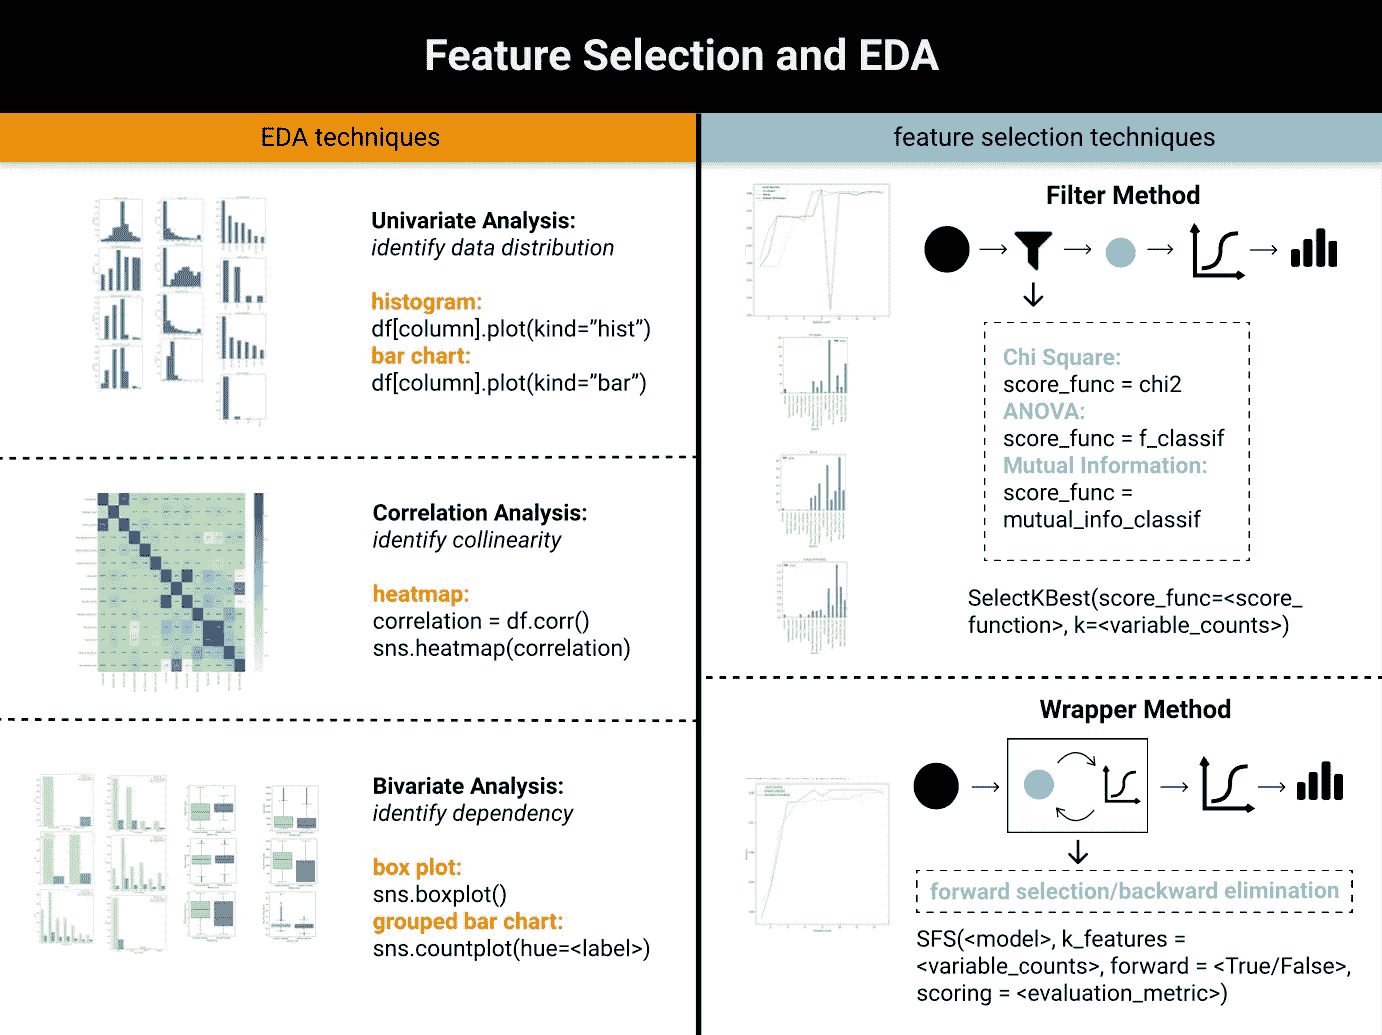 Feature Selection and EDA
EDA techniques
Univariate Analysis:
identify data distribution
histogram:
df[column].plot(kind=”hist”)
bar chart:
df[column].plot(kind=”bar”)
Correlation Analysis:
identify collinearity
heatmap:
correlation = df.corr()
sns.heatmap(correlation)
Bivariate Analysis:
identify dependency
box plot:
sns.boxplot()
grouped bar chart:
sns.countplot(hue=<label>)
feature selection techniques
Filter Method
Chi Square:
score_func = chi2
ANOVA:
score_func = f_classif
Mutual Information:
score_func =
mutual_info_classif
SelectKBest(score_func=<score_
function>, k=<variable_counts>)
Wrapper Method
forward selection/backward elimination
SFS(<model>, k_features =
<variable_counts>, forward = <True/False>,
scoring = <evaluation_metric>)